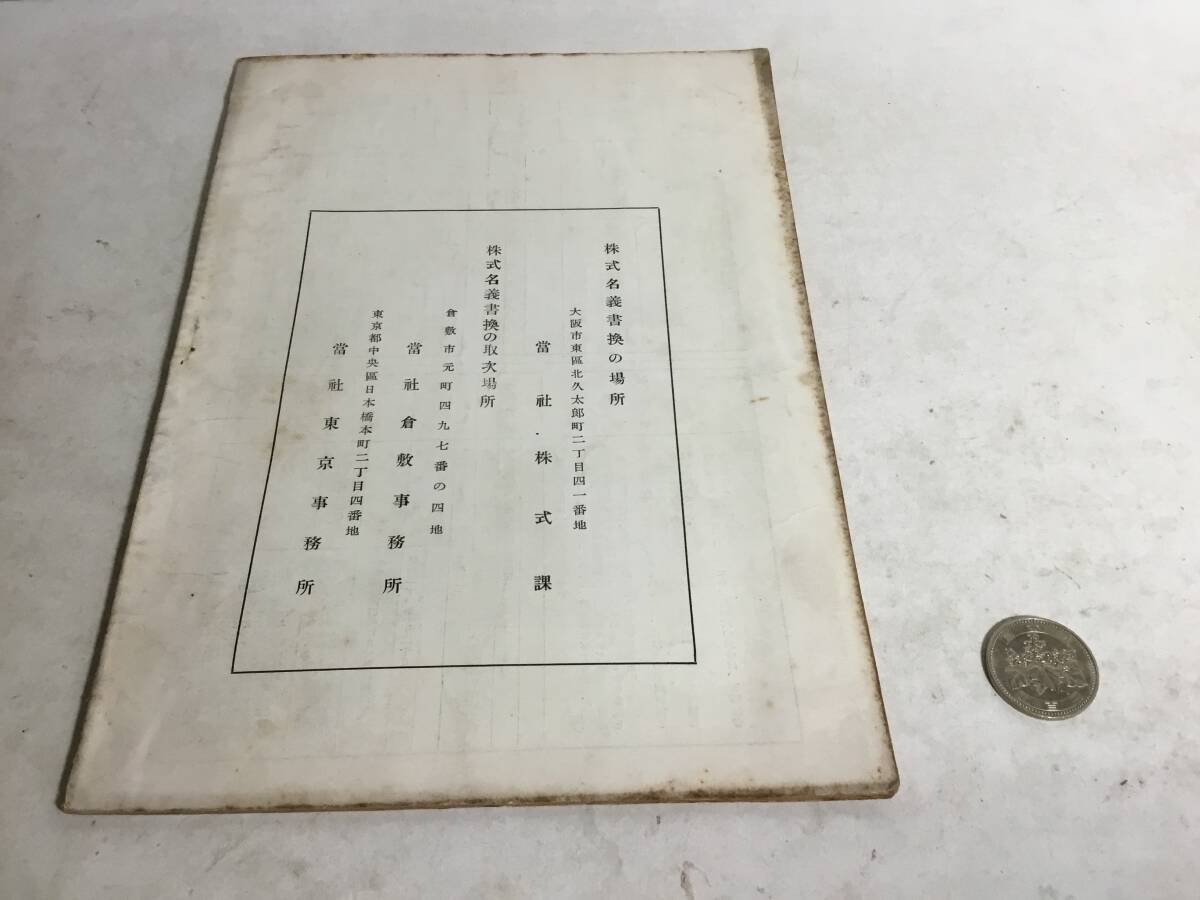 株式名義書換の場所
大阪市東區北久太郎町二丁目四一番地
當社株式課
株式名義書換の取次場所
倉敷市元町四九七番の四地
當社倉敷事務所
東京都中央區日本橋本町二丁目四番地
當社東京事務所